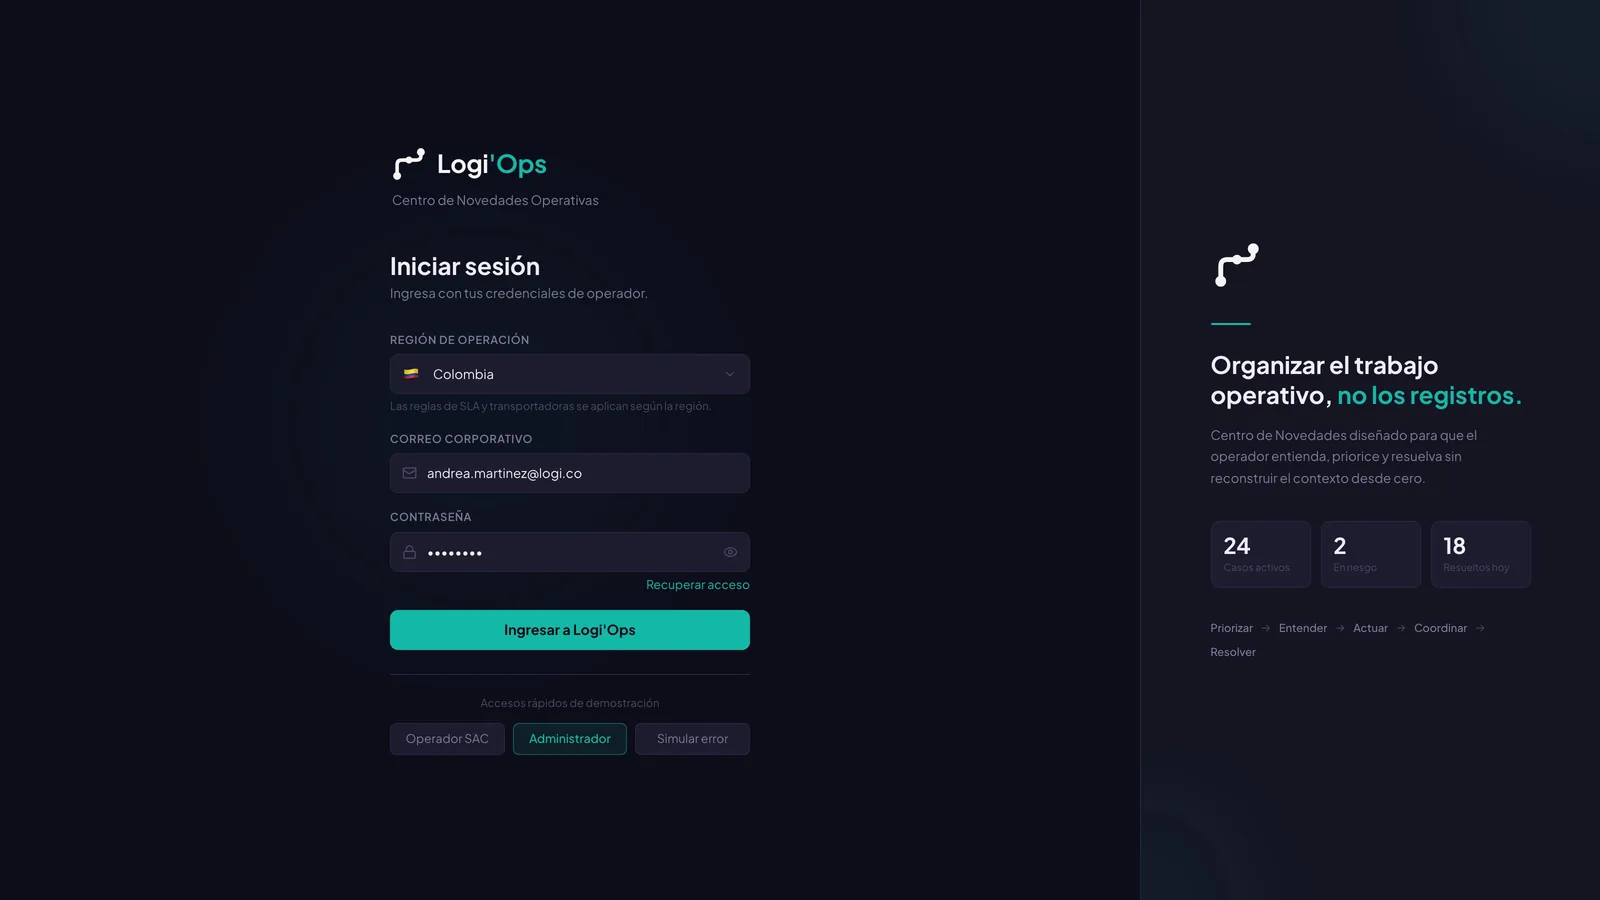 Logi'Ops
Centro de Novedades Operativas
Iniciar sesión
Ingresa con tus credenciales de operador.
REGIÓN DE OPERACIÓN
Colombia
Las reglas de SLA y transportadoras se aplican según la región.
CORREO CORPORATIVO
andrea.martinez@logi.co
CONTRASEÑA
••••••••
Recuperar acceso
Ingresar a Logi'Ops
Accesos rápidos de demostración
Operador SAC
Administrador
Simular error
Organizar el trabajo
operativo, no los registros.
Centro de Novedades diseñado para que el
operador entienda, priorice y resuelva sin
reconstruir el contexto desde cero.
24
Casos activos
2
En riesgo
18
Resueltos hoy
Priorizar → Entender → Actuar → Coordinar →
Resolver